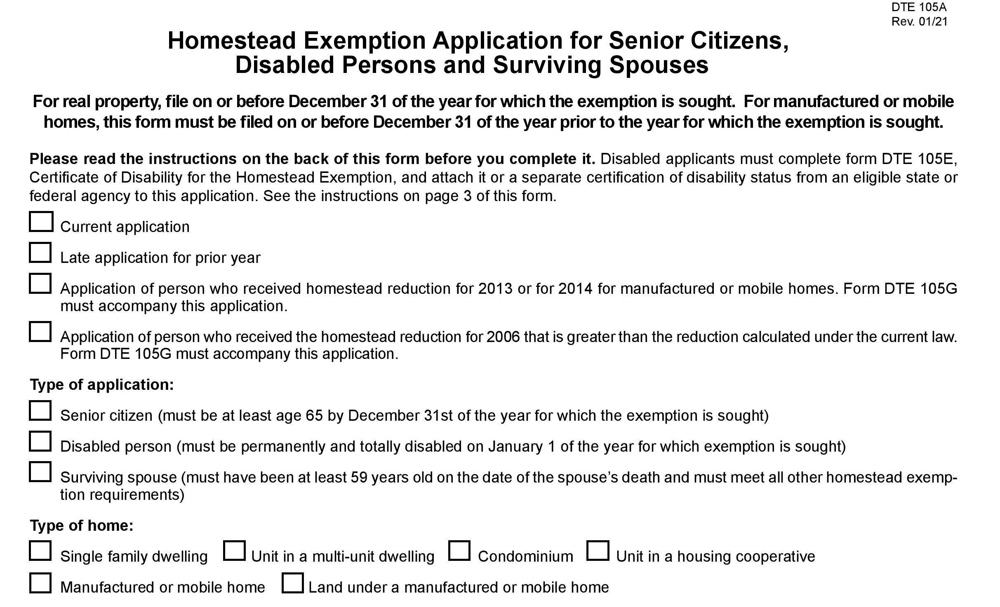 DTE 105A
Rev. 01/21
Homestead Exemption Application for Senior Citizens,
Disabled Persons and Surviving Spouses
For real property, file on or before December 31 of the year for which the exemption is sought.  For manufactured or mobile
homes, this form must be filed on or before December 31 of the year prior to the year for which the exemption is sought.
Please read the instructions on the back of this form before you complete it. Disabled applicants must complete form DTE 105E,
Certificate of Disability for the Homestead Exemption, and attach it or a separate certification of disability status from an eligible state or
federal agency to this application. See the instructions on page 3 of this form.
Current application
Late application for prior year
Application of person who received homestead reduction for 2013 or for 2014 for manufactured or mobile homes. Form DTE 105G
must accompany this application.
Application of person who received the homestead reduction for 2006 that is greater than the reduction calculated under the current law.
Form DTE 105G must accompany this application.
Type of application:
Senior citizen (must be at least age 65 by December 31st of the year for which the exemption is sought)
Disabled person (must be permanently and totally disabled on January 1 of the year for which exemption is sought)
Surviving spouse (must have been at least 59 years old on the date of the spouse’s death and must meet all other homestead exemp-
tion requirements)
Type of home:
Single family dwelling Unit in a multi-unit dwelling Condominium Unit in a housing cooperative
Manufactured or mobile home Land under a manufactured or mobile home